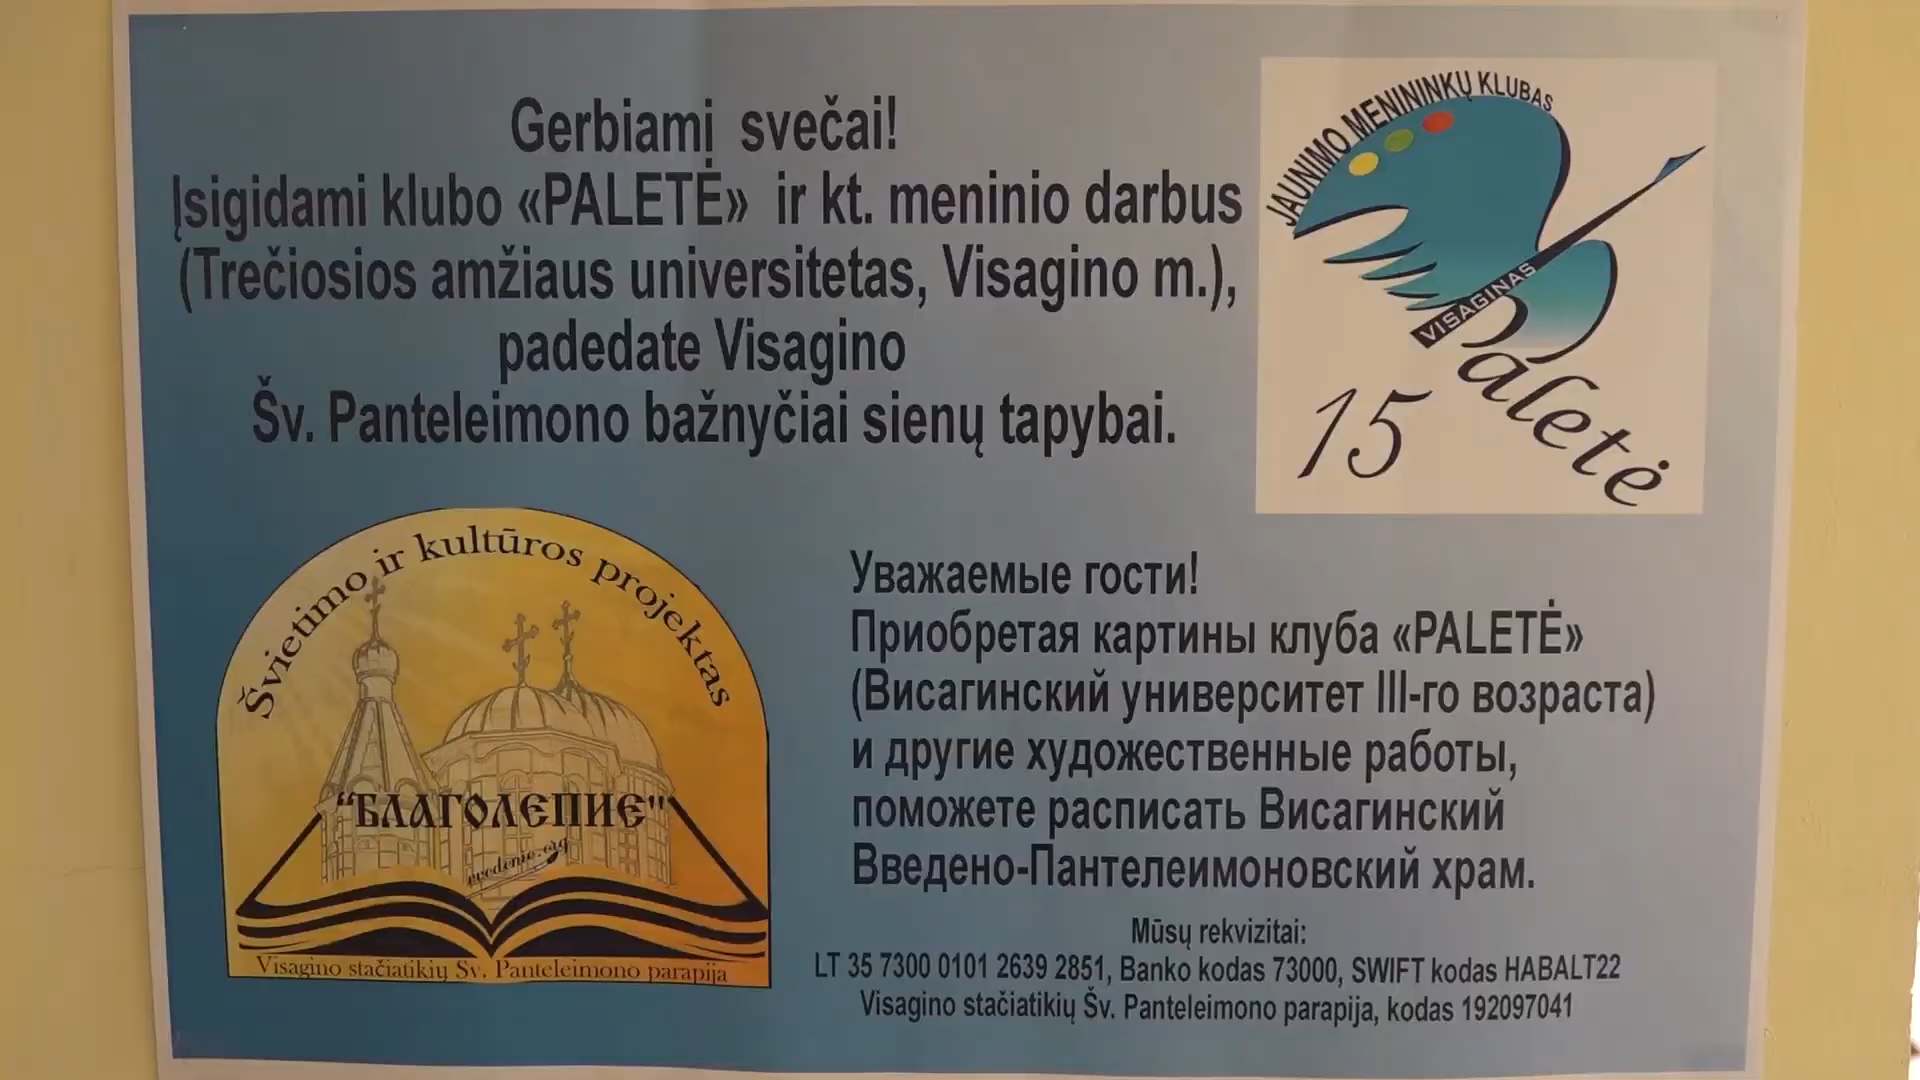 Gerbiamį svečai!
Įsigidami klubo «PALETĖ» ir kt. meninio darbus
(Trečiosios amžiaus universitetas, Visagino m.),
padedate Visagino
Šv. Panteleimono bažnyčiai sienų tapybai.
JAUNIMO MENININKŲ KLUBAS
VISAGINAS
Paletė
15
Švietimo ir kultūros projektas
"БЛАГОЛЕПИЕ"
vvedenie.org
Visagino stačiatikių Šv. Panteleimono parapija
Уважаемые гости!
Приобретая картины клуба «PALETĖ»
(Висагинский университет III-го возраста)
и другие художественные работы,
поможете расписать Висагинский
Введено-Пантелеимоновский храм.
Mūsų rekvizitai:
LT 35 7300 0101 2639 2851, Banko kodas 73000, SWIFT kodas HABALT22
Visagino stačiatikių Šv. Panteleimono parapija, kodas 192097041